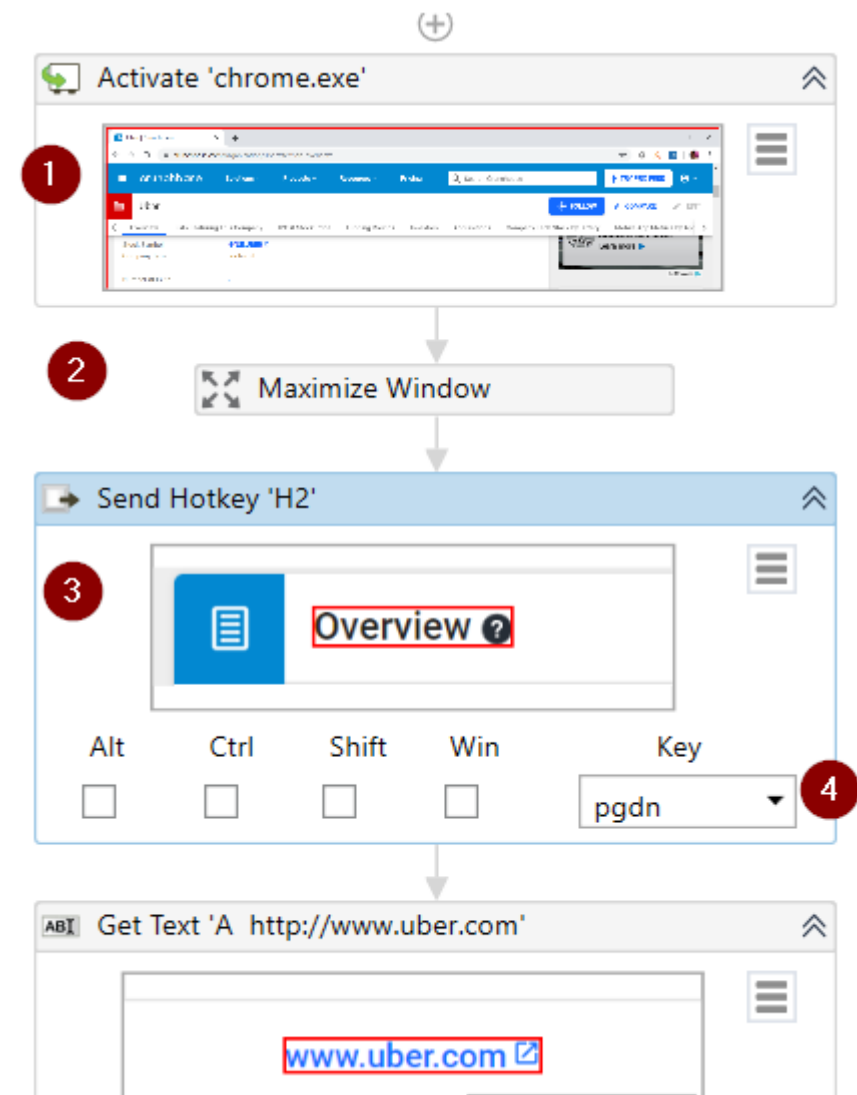 Activate 'chrome.exe'
1
FOLLOW
2
Maximize Window
Send Hotkey 'H2'
3
Overview ?
Alt Ctrl Shift Win Key
pgdn
4
Get Text 'A http://www.uber.com'
www.uber.com